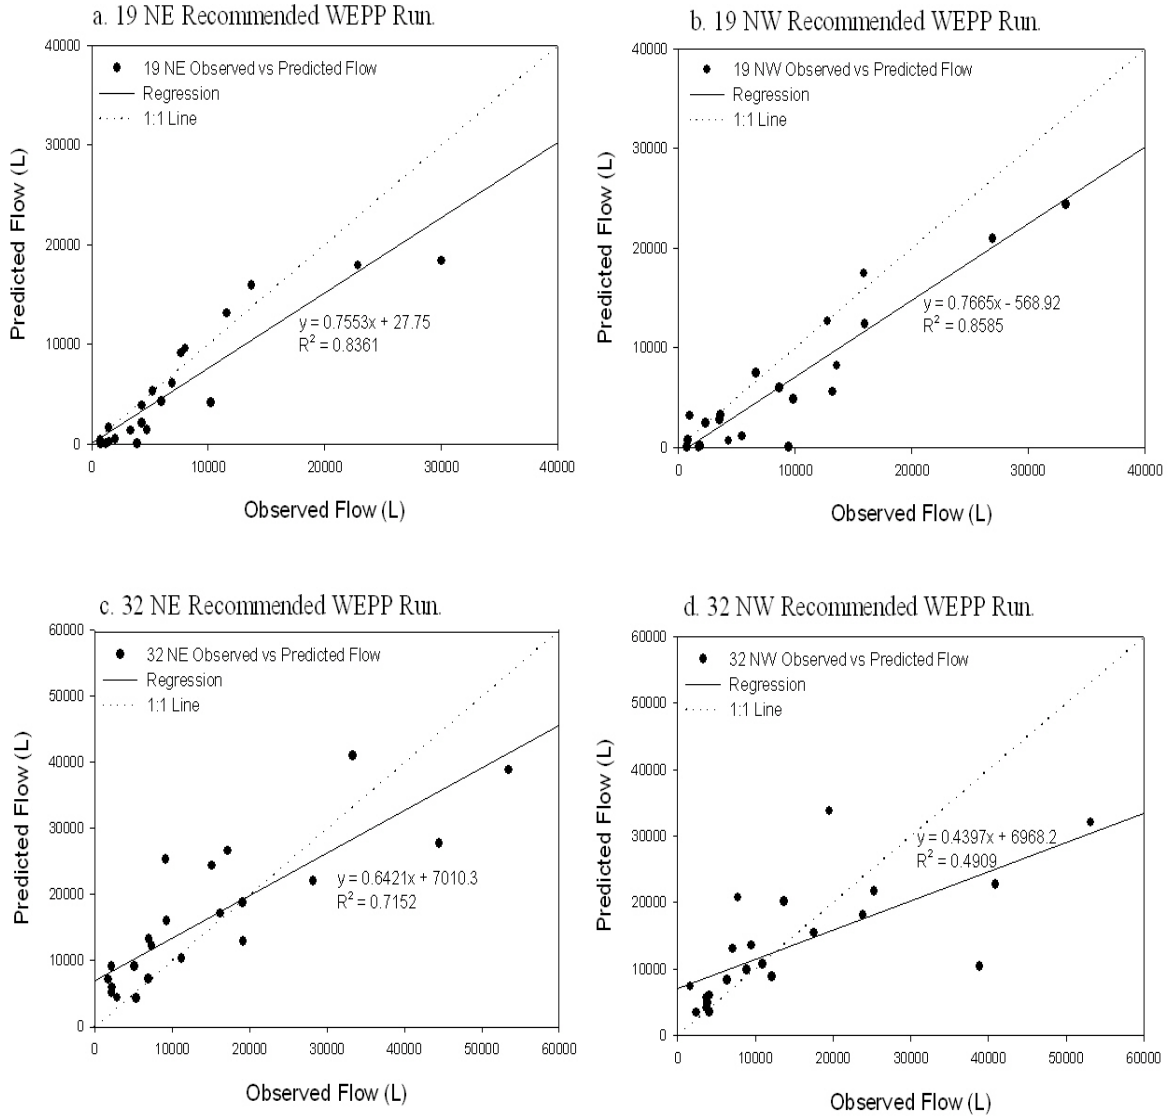 a. 19 NE Recommended WEPP Run.
40000
19 NE Observed vs Predicted Flow
Regression
1:1 Line
30000
20000
10000
0
Predicted Flow (L)
y = 0.7553x + 27.75
R² = 0.8361
0 10000 20000 30000 40000
Observed Flow (L)
b. 19 NW Recommended WEPP Run.
40000
19 NW Observed vs Predicted Flow
Regression
1:1 Line
30000
20000
10000
0
Predicted Flow (L)
y = 0.7665x - 568.92
R² = 0.8585
0 10000 20000 30000 40000
Observed Flow (L)
c. 32 NE Recommended WEPP Run.
60000
32 NE Observed vs Predicted Flow
Regression
1:1 Line
50000
40000
30000
20000
10000
0
Predicted Flow (L)
y = 0.6421x + 7010.3
R² = 0.7152
0 10000 20000 30000 40000 50000 60000
Observed Flow (L)
d. 32 NW Recommended WEPP Run.
60000
32 NW Observed vs Predicted Flow
Regression
1:1 Line
50000
40000
30000
20000
10000
0
Predicted Flow (L)
y = 0.4397x + 6968.2
R² = 0.4909
0 10000 20000 30000 40000 50000 60000
Observed Flow (L)